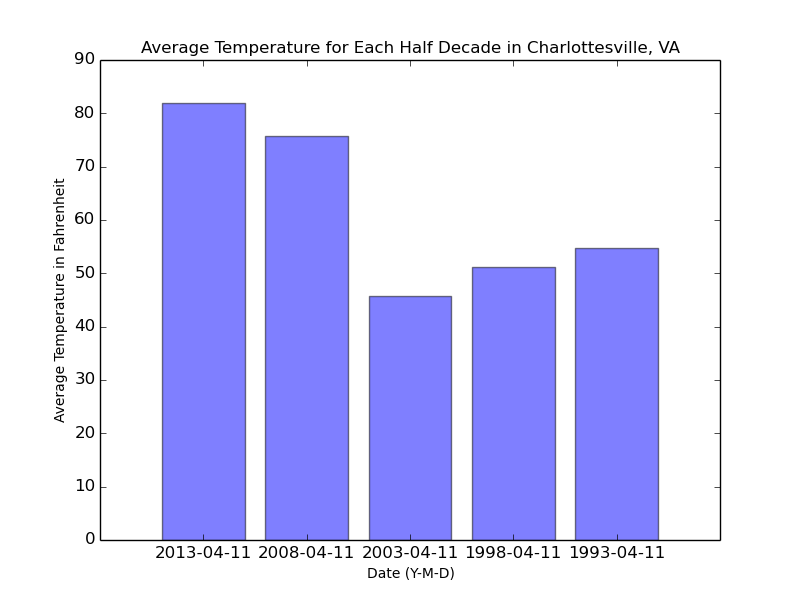 Average Temperature for Each Half Decade in Charlottesville, VA
90
80
70
60
50
40
30
20
10
0
Average Temperature in Fahrenheit
2013-04-11 2008-04-11 2003-04-11 1998-04-11 1993-04-11
Date (Y-M-D)